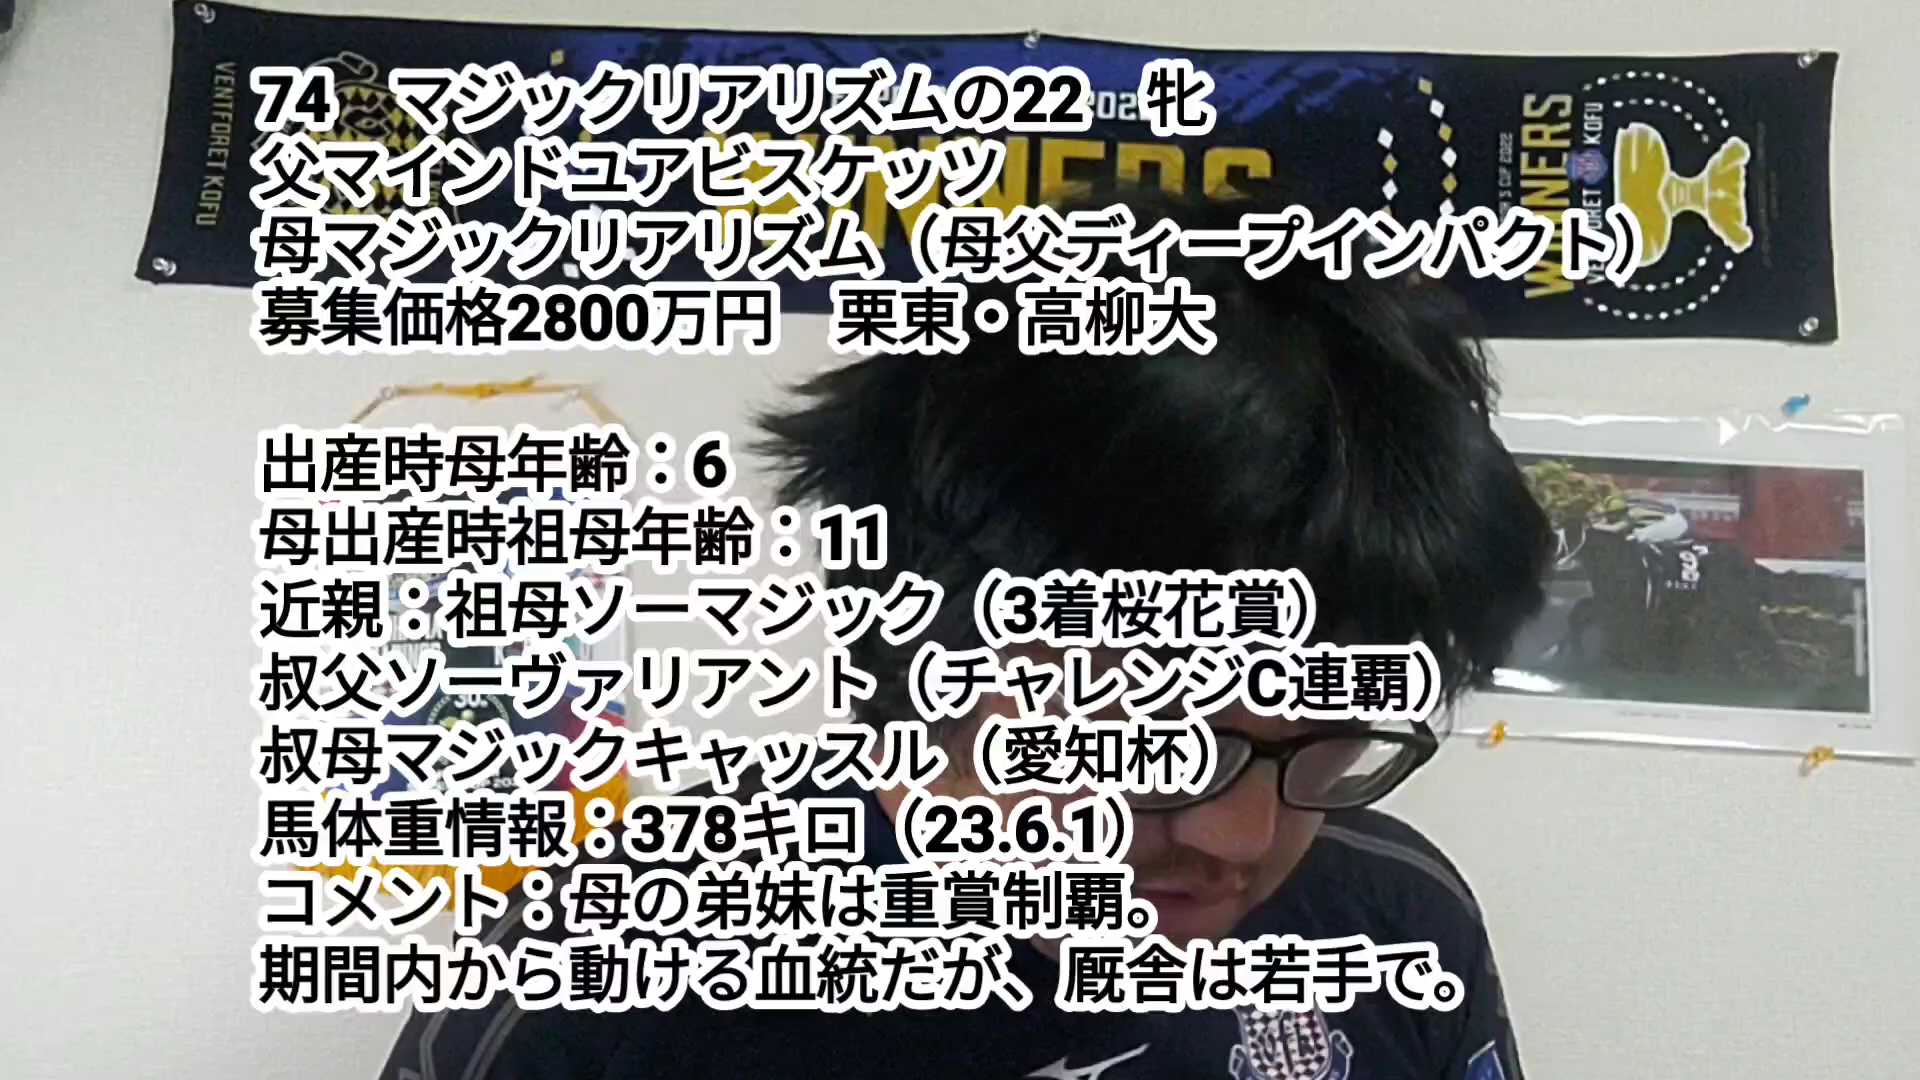 74　マジックリアリズムの22　牝
父マインドユアビスケッツ
母マジックリアリズム（母父ディープインパクト）
募集価格2800万円　栗東・高柳大
出産時母年齢：6
母出産時祖母年齢：11
近親：祖母ソーマジック（3着桜花賞）
叔父ソーヴァリアント（チャレンジC連覇）
叔母マジックキャッスル（愛知杯）
馬体重情報：378キロ（23.6.1）
コメント：母の弟妹は重賞制覇。
期間内から動ける血統だが、厩舎は若手で。
VENTFORET KOFU
WINNERS
WINNERS